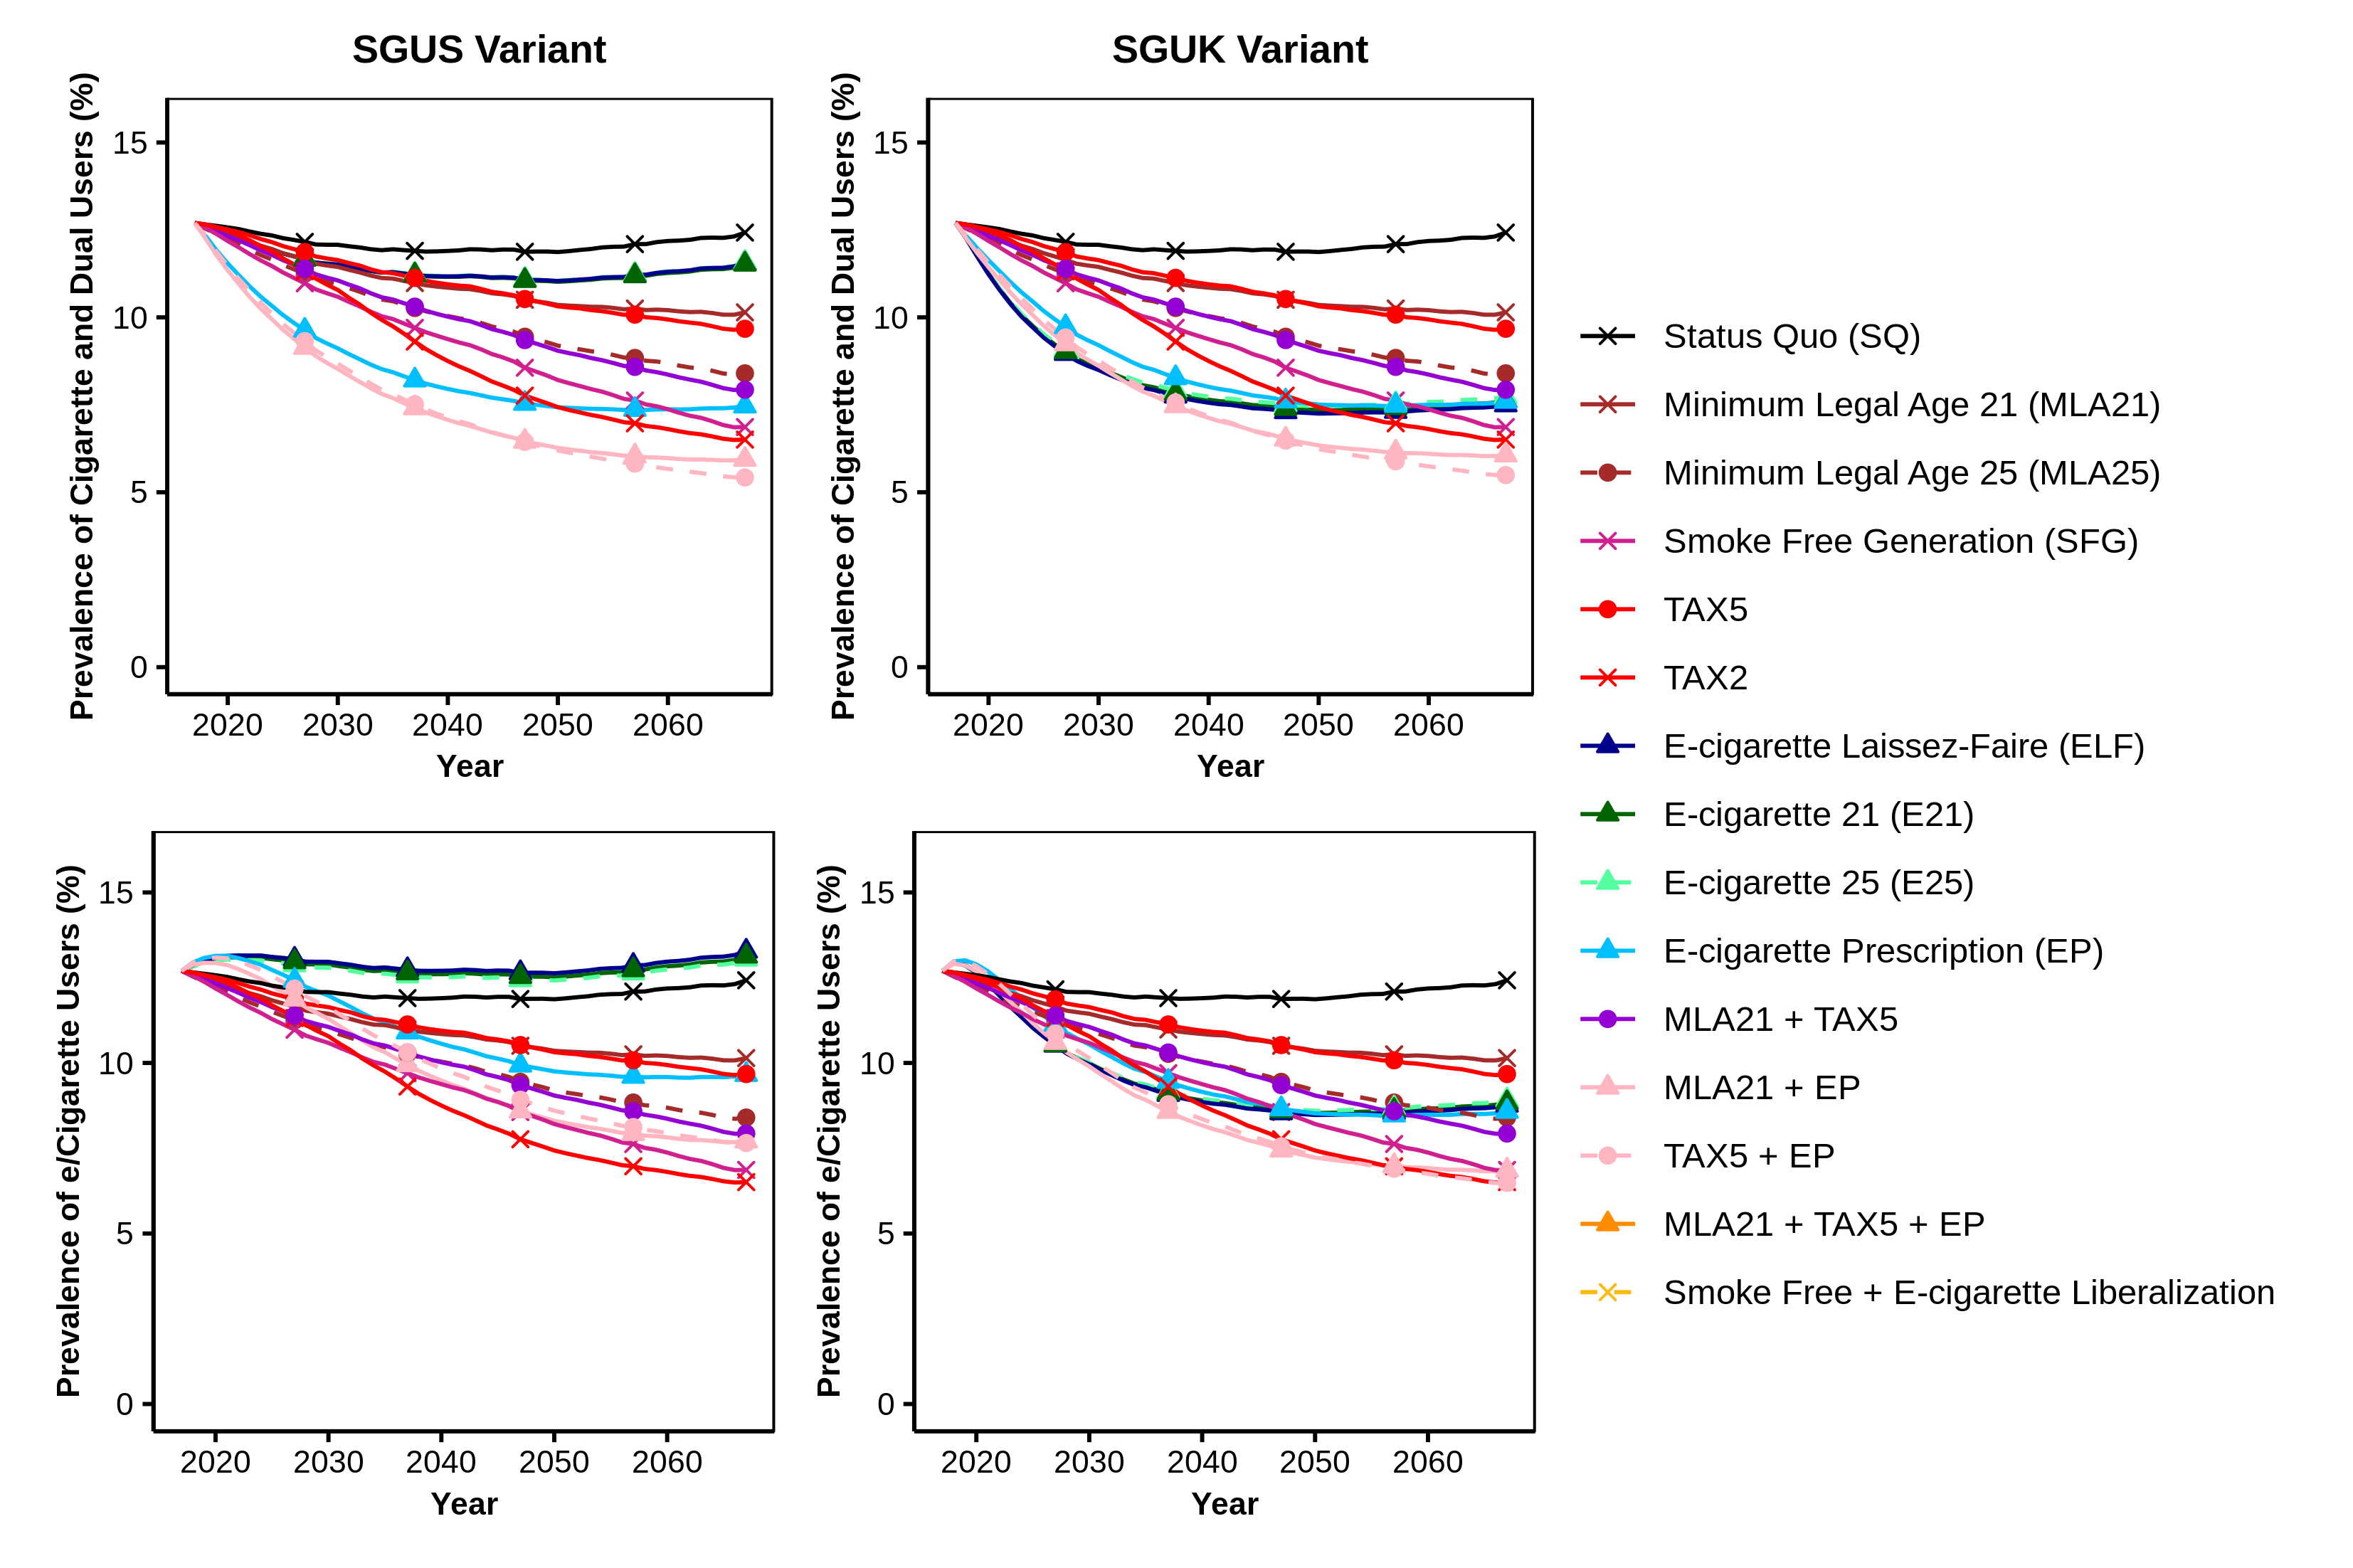 SGUS Variant
SGUK Variant
Prevalence of Cigarette and Dual Users (%)
15
10
5
0
2020 2030 2040 2050 2060
Year
Prevalence of Cigarette and Dual Users (%)
15
10
5
0
2020 2030 2040 2050 2060
Year
Prevalence of e/Cigarette Users (%)
15
10
5
0
2020 2030 2040 2050 2060
Year
Prevalence of e/Cigarette Users (%)
15
10
5
0
2020 2030 2040 2050 2060
Year
Status Quo (SQ)
Minimum Legal Age 21 (MLA21)
Minimum Legal Age 25 (MLA25)
Smoke Free Generation (SFG)
TAX5
TAX2
E-cigarette Laissez-Faire (ELF)
E-cigarette 21 (E21)
E-cigarette 25 (E25)
E-cigarette Prescription (EP)
MLA21 + TAX5
MLA21 + EP
TAX5 + EP
MLA21 + TAX5 + EP
Smoke Free + E-cigarette Liberalization